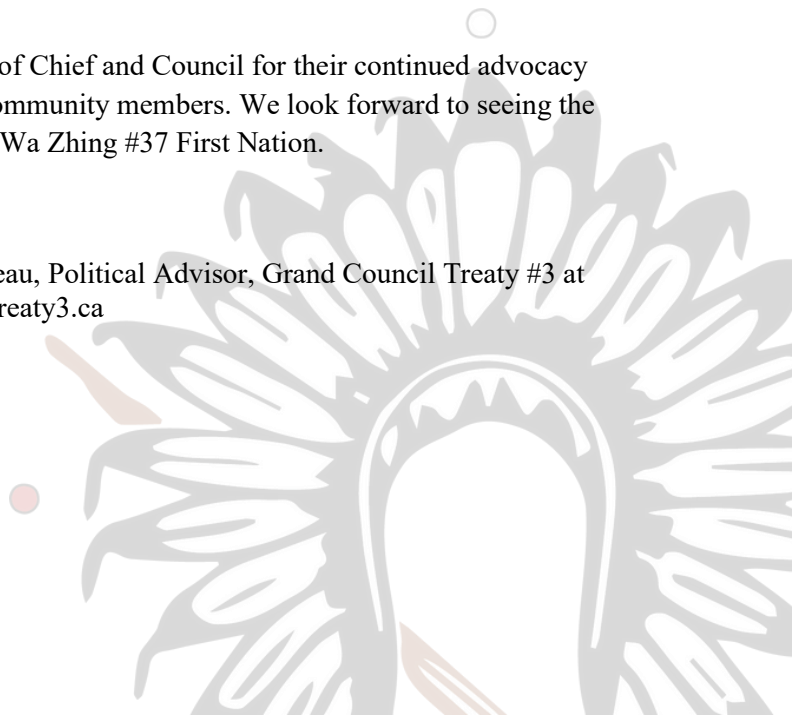 of Chief and Council for their continued advocacy
ommunity members. We look forward to seeing the
Wa Zhing #37 First Nation.
eau, Political Advisor, Grand Council Treaty #3 at
reaty3.ca